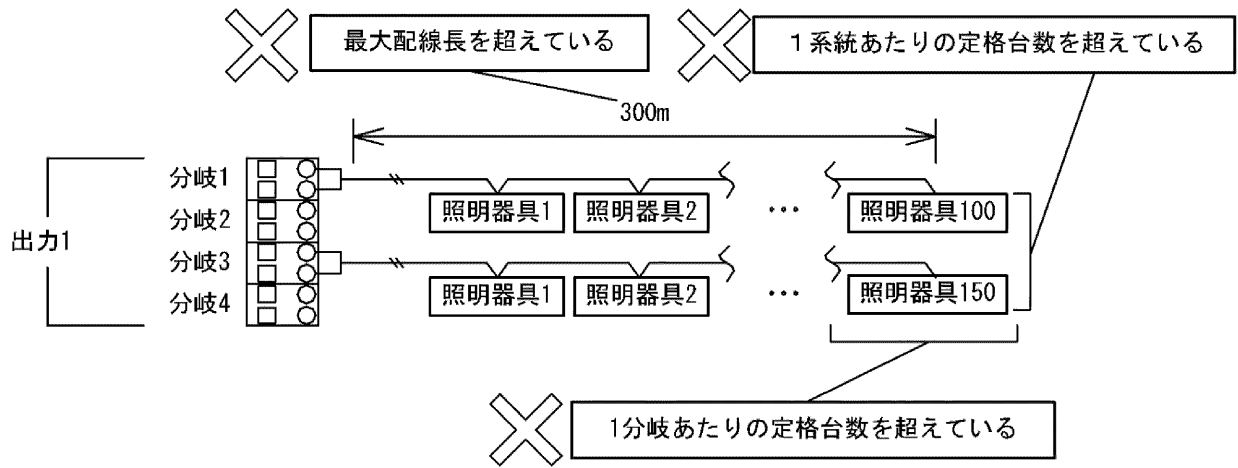 最大配線長を超えている
１系統あたりの定格台数を超えている
300m
出力1
分岐1
照明器具1 照明器具2 ・・・ 照明器具100
分岐2
分岐3
照明器具1 照明器具2 ・・・ 照明器具150
分岐4
1分岐あたりの定格台数を超えている